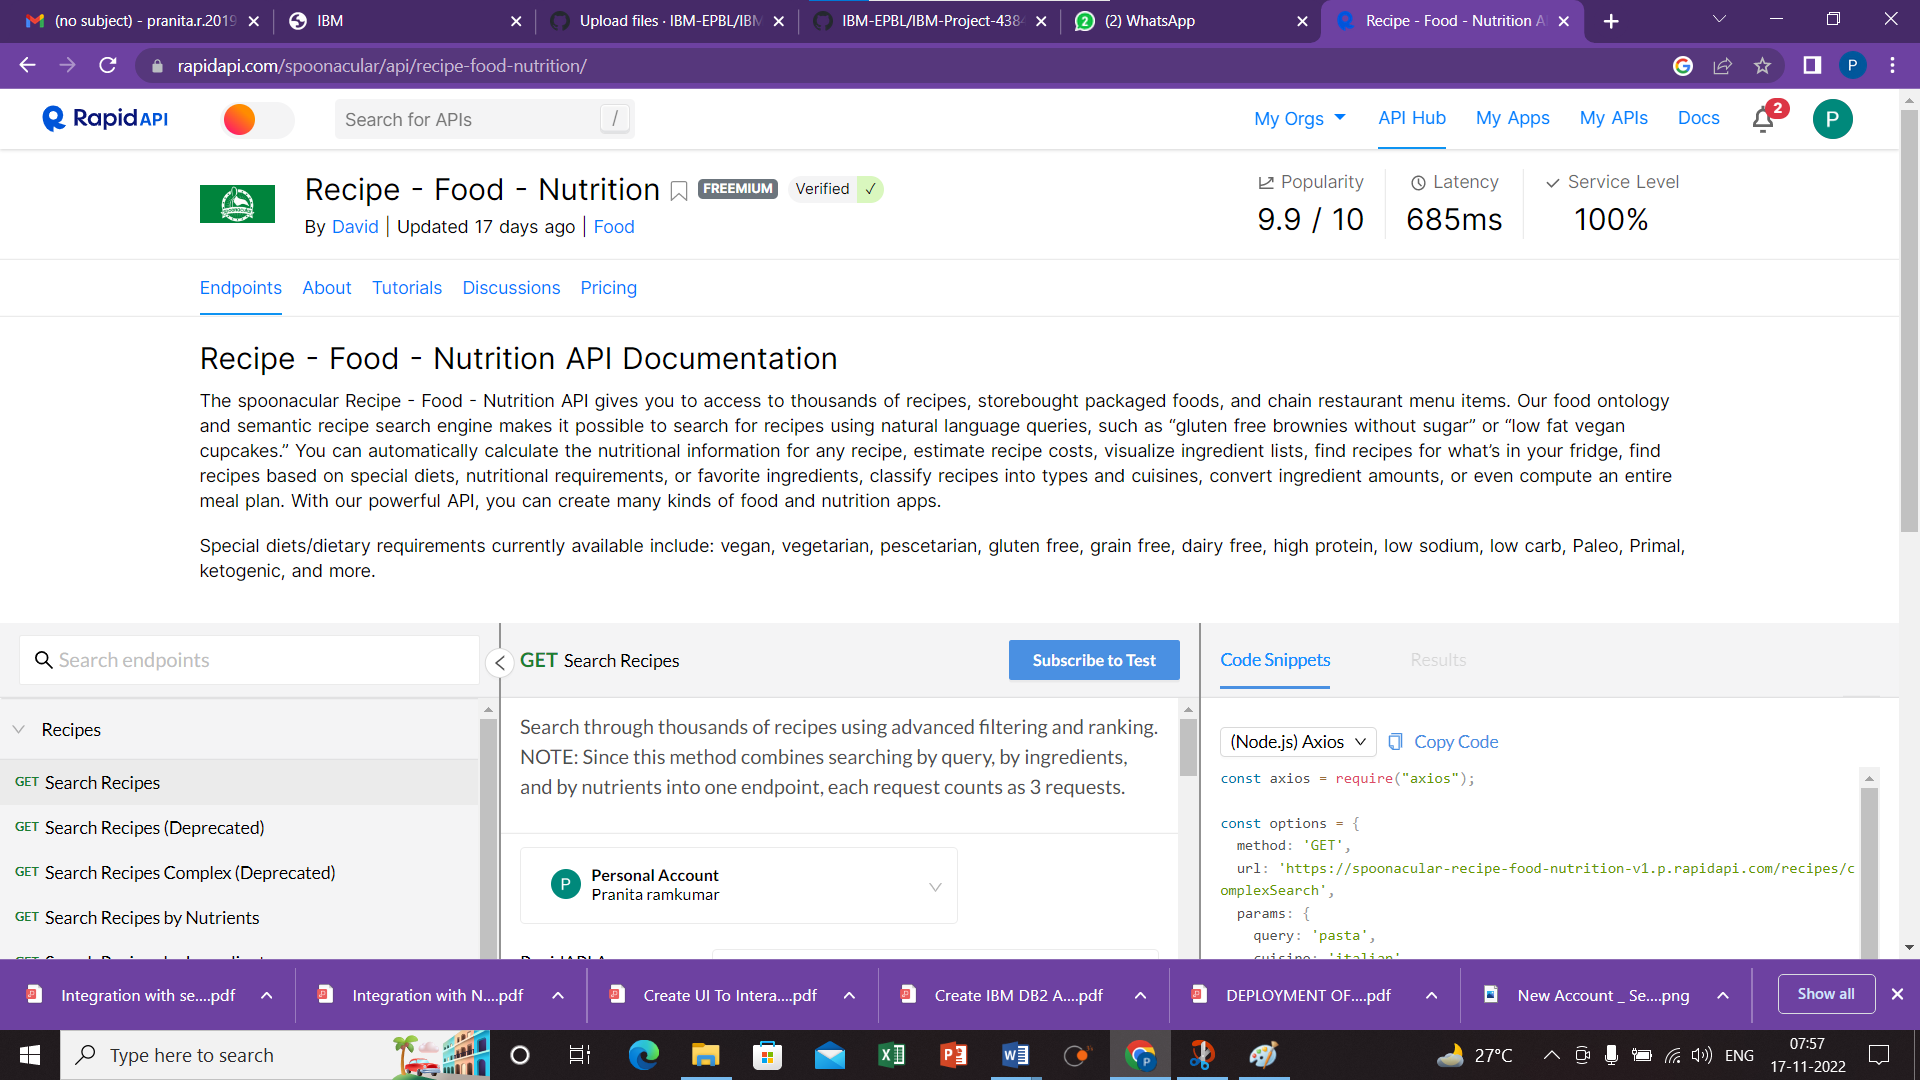 (no subject) - pranita.r.2019
IBM
Upload files · IBM-EPBL/IBM
IBM-EPBL/IBM-Project-4384
(2) WhatsApp
Recipe - Food - Nutrition A
rapidapi.com/spoonacular/api/recipe-food-nutrition/
P
Rapid API
Search for APIs
/
My Orgs
API Hub
My Apps
My APIs
Docs
2
P
Recipe - Food - Nutrition
FREEMIUM
Verified ✓
By David | Updated 17 days ago | Food
Popularity
9.9 / 10
Latency
685ms
Service Level
100%
Endpoints
About
Tutorials
Discussions
Pricing
Recipe - Food - Nutrition API Documentation
The spoonacular Recipe - Food - Nutrition API gives you to access to thousands of recipes, storebought packaged foods, and chain restaurant menu items. Our food ontology
and semantic recipe search engine makes it possible to search for recipes using natural language queries, such as “gluten free brownies without sugar” or “low fat vegan
cupcakes.” You can automatically calculate the nutritional information for any recipe, estimate recipe costs, visualize ingredient lists, find recipes for what’s in your fridge, find
recipes based on special diets, nutritional requirements, or favorite ingredients, classify recipes into types and cuisines, convert ingredient amounts, or even compute an entire
meal plan. With our powerful API, you can create many kinds of food and nutrition apps.
Special diets/dietary requirements currently available include: vegan, vegetarian, pescetarian, gluten free, grain free, dairy free, high protein, low sodium, low carb, Paleo, Primal,
ketogenic, and more.
Search endpoints
Recipes
GET Search Recipes
GET Search Recipes (Deprecated)
GET Search Recipes Complex (Deprecated)
GET Search Recipes by Nutrients
GET Search Recipes
Subscribe to Test
Search through thousands of recipes using advanced filtering and ranking.
NOTE: Since this method combines searching by query, by ingredients,
and by nutrients into one endpoint, each request counts as 3 requests.
P
Personal Account
Pranita ramkumar
Code Snippets
Results
(Node.js) Axios
Copy Code
const axios = require("axios");
const options = {
method: 'GET',
url: 'https://spoonacular-recipe-food-nutrition-v1.p.rapidapi.com/recipes/c
omplexSearch',
params: {
query: 'pasta',
cuisine: 'italian'
Integration with se....pdf
Integration with N....pdf
Create UI To Intera....pdf
Create IBM DB2 A....pdf
DEPLOYMENT OF....pdf
New Account _ Se....png
Show all
Type here to search
27°C
ENG
07:57
17-11-2022